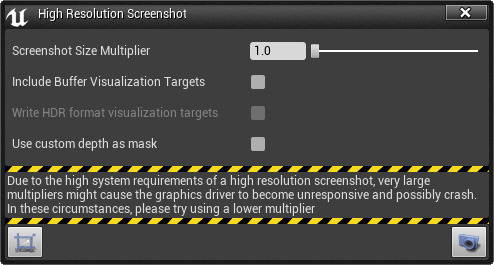 High Resolution Screenshot
Screenshot Size Multiplier 1.0
Include Buffer Visualization Targets
Write HDR format visualization targets
Use custom depth as mask
Due to the high system requirements of a high resolution screenshot, very large
multipliers might cause the graphics driver to become unresponsive and possibly crash.
In these circumstances, please try using a lower multiplier